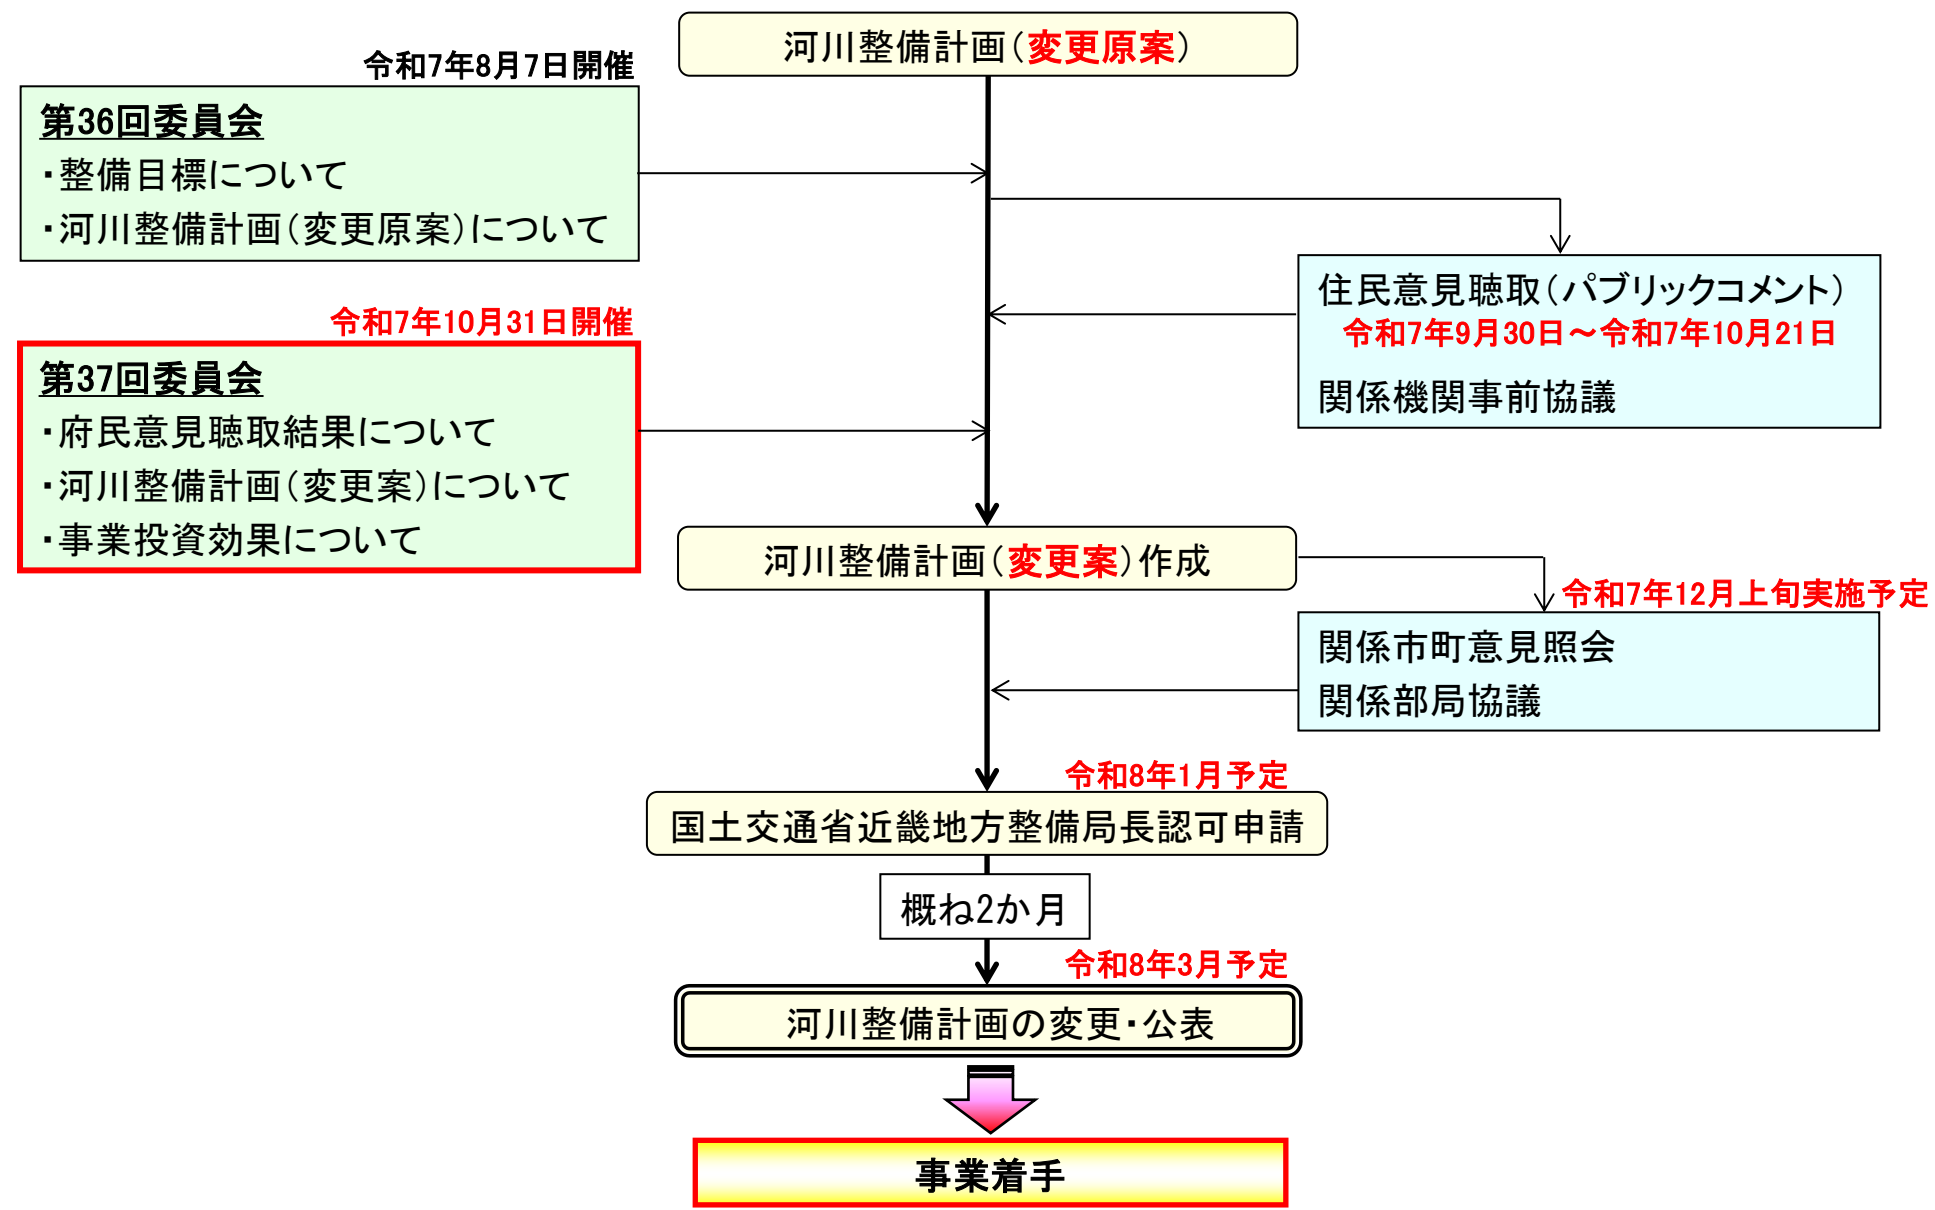 河川整備計画（変更原案）
令和7年8月7日開催
第36回委員会
・整備目標について
・河川整備計画（変更原案）について
住民意見聴取（パブリックコメント）
令和7年9月30日～令和7年10月21日
関係機関事前協議
令和7年10月31日開催
第37回委員会
・府民意見聴取結果について
・河川整備計画（変更案）について
・事業投資効果について
河川整備計画（変更案）作成
令和7年12月上旬実施予定
関係市町意見照会
関係部局協議
令和8年1月予定
国土交通省近畿地方整備局長認可申請
概ね2か月
令和8年3月予定
河川整備計画の変更・公表
事業着手